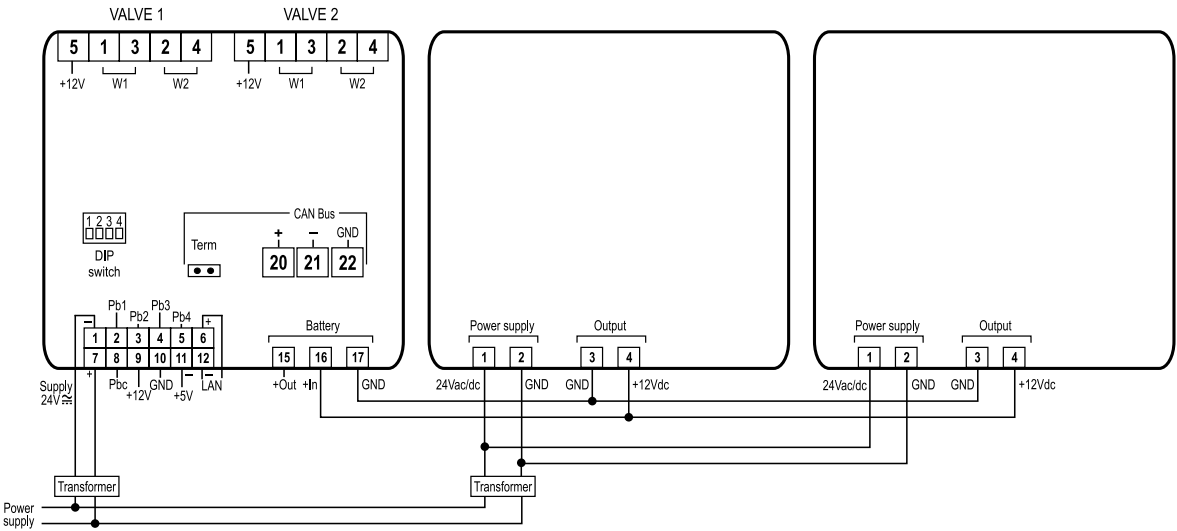 VALVE 1 VALVE 2
5 1 3 2 4 5 1 3 2 4
+12V W1 W2 +12V W1 W2
1 2 3 4
DIP
switch
CAN Bus
Term + − GND
20 21 22
Pb1 Pb3
Pb2 Pb4
− +
1 2 3 4 5 6
7 8 9 10 11 12
+ Pbc +12V GND +5V − − LAN
Supply
24V
Battery
15 16 17
+Out +In GND
Power supply Output
1 2 3 4
24Vac/dc GND GND +12Vdc
Power supply Output
1 2 3 4
24Vac/dc GND GND +12Vdc
Transformer Transformer
Power
supply